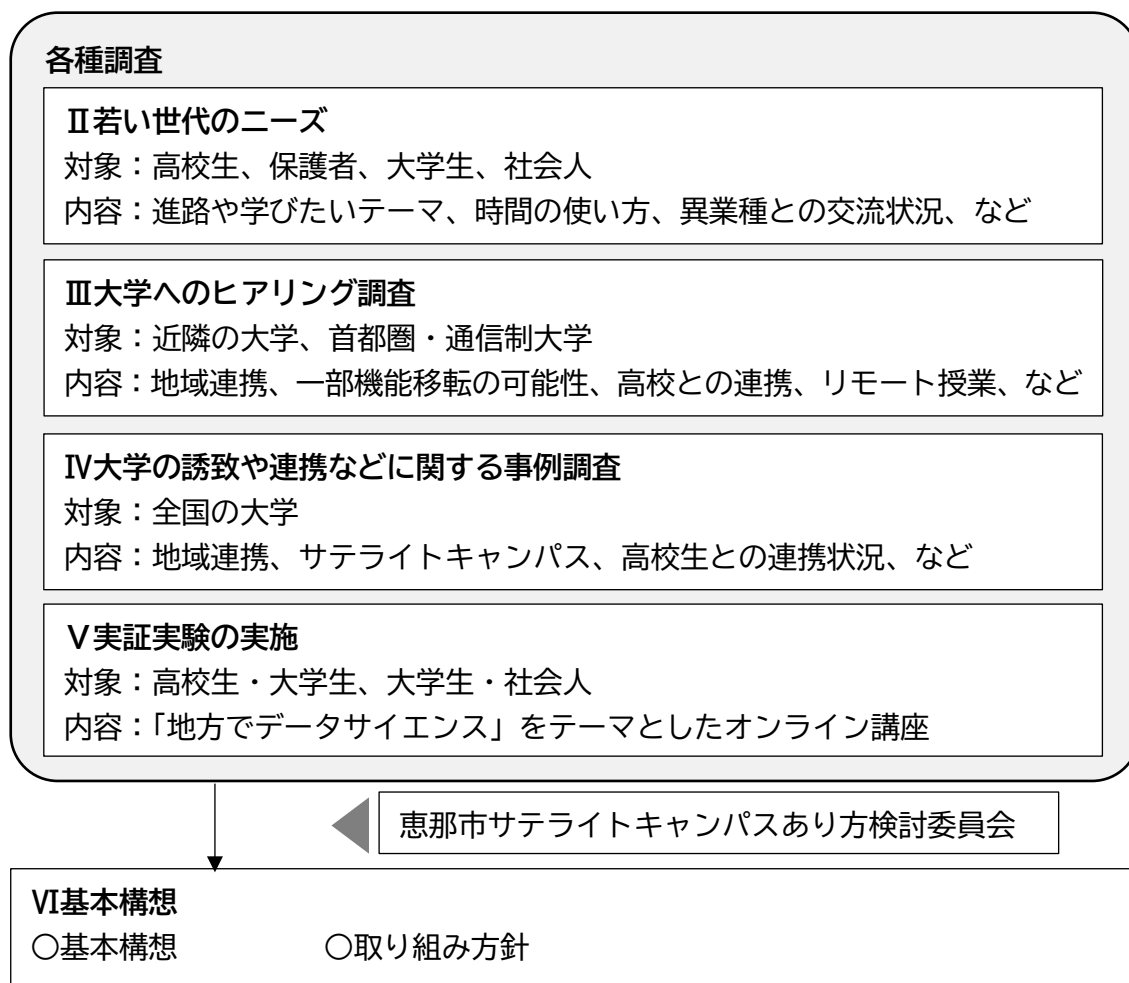 各種調査
Ⅱ若い世代のニーズ
対象：高校生、保護者、大学生、社会人
内容：進路や学びたいテーマ、時間の使い方、異業種との交流状況、など
Ⅲ大学へのヒアリング調査
対象：近隣の大学、首都圏・通信制大学
内容：地域連携、一部機能移転の可能性、高校との連携、リモート授業、など
Ⅳ大学の誘致や連携などに関する事例調査
対象：全国の大学
内容：地域連携、サテライトキャンパス、高校生との連携状況、など
Ⅴ実証実験の実施
対象：高校生・大学生、大学生・社会人
内容：「地方でデータサイエンス」をテーマとしたオンライン講座
恵那市サテライトキャンパスあり方検討委員会
Ⅵ基本構想
〇基本構想　　　　　〇取り組み方針